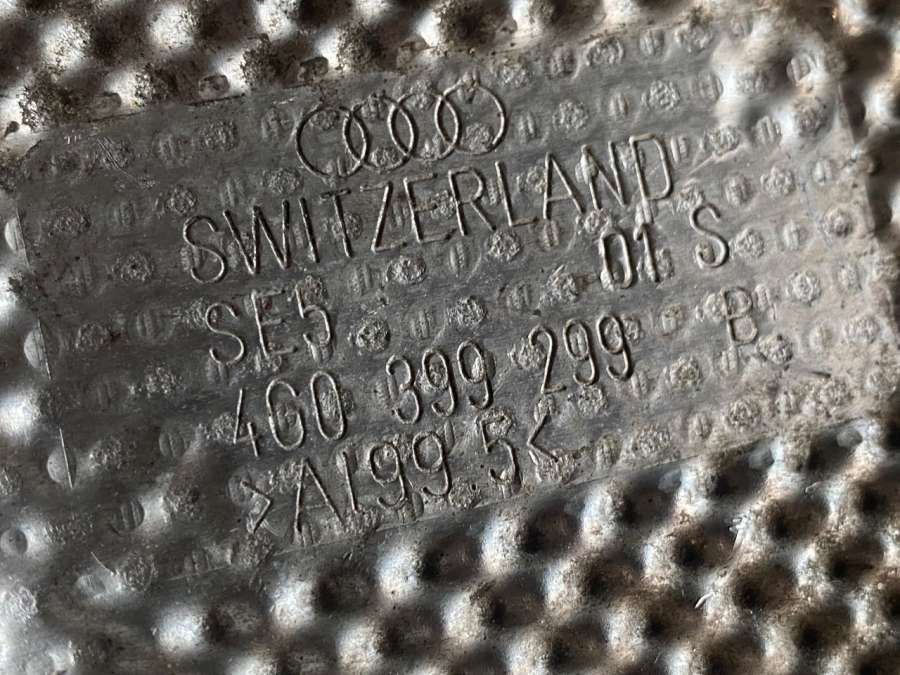 SWITZERLAND
SE5 01 S
4G0 399 299 B
>Al99.5<